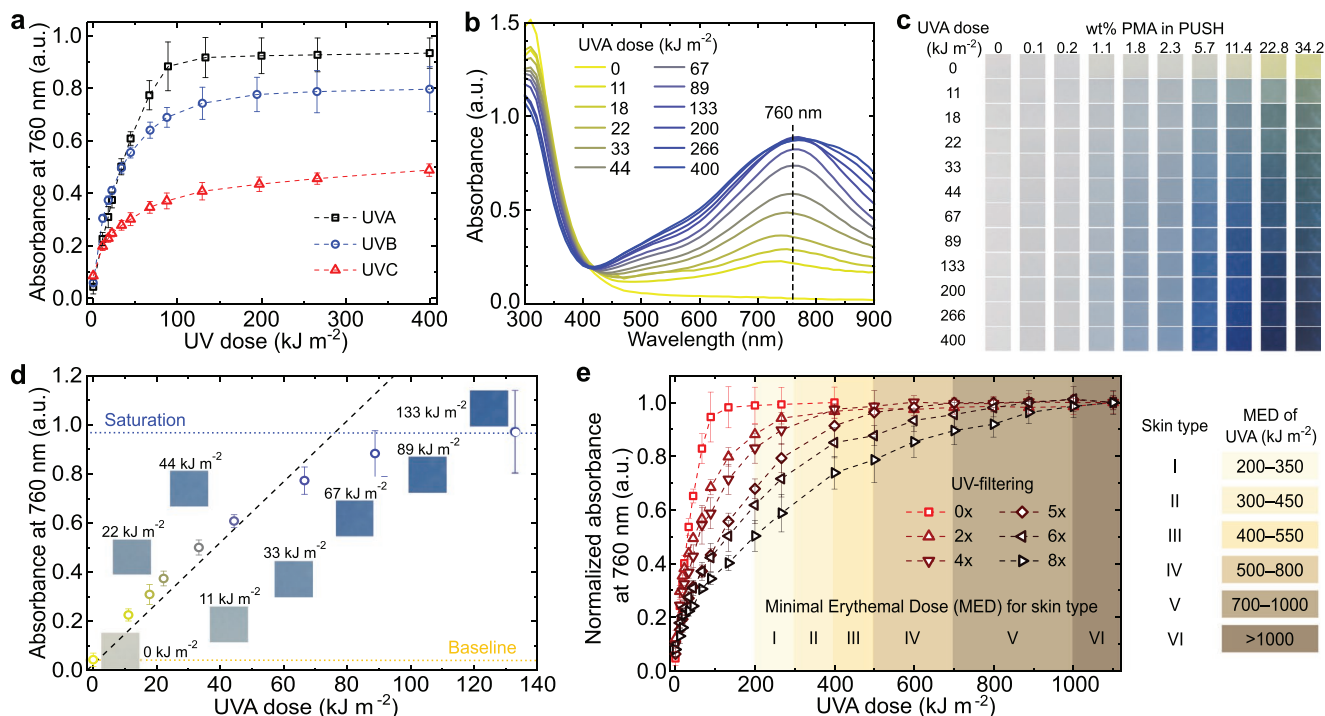 a
Absorbance at 760 nm (a.u.)
1.0
0.8
0.6
0.4
0.2
0.0
0
100
200
300
400
UV dose (kJ m⁻²)
UVA
UVB
UVC
b
Absorbance (a.u.)
1.5
1.0
0.5
0.0
300
400
500
600
700
800
900
Wavelength (nm)
UVA dose (kJ m⁻²)
0
11
18
22
33
44
67
89
133
200
266
400
760 nm
c
UVA dose
(kJ m⁻²)
wt% PMA in PUSH
0 0.1 0.2 1.1 1.8 2.3 5.7 11.4 22.8 34.2
0
11
18
22
33
44
67
89
133
200
266
400
d
Absorbance at 760 nm (a.u.)
1.2
1.0
0.8
0.6
0.4
0.2
0.0
0
20
40
60
80
100
120
140
UVA dose (kJ m⁻²)
Saturation
133 kJ m⁻²
44 kJ m⁻²
89 kJ m⁻²
67 kJ m⁻²
22 kJ m⁻²
33 kJ m⁻²
11 kJ m⁻²
0 kJ m⁻²
Baseline
e
Normalized absorbance
at 760 nm (a.u.)
1.0
0.8
0.6
0.4
0.2
0.0
0
200
400
600
800
1000
UVA dose (kJ m⁻²)
UV-filtering
0x
2x
4x
5x
6x
8x
Minimal Erythemal Dose (MED) for skin type
I
II
III
IV
V
VI
Skin type
MED of
UVA (kJ m⁻²)
I 200–350
II 300–450
III 400–550
IV 500–800
V 700–1000
VI >1000